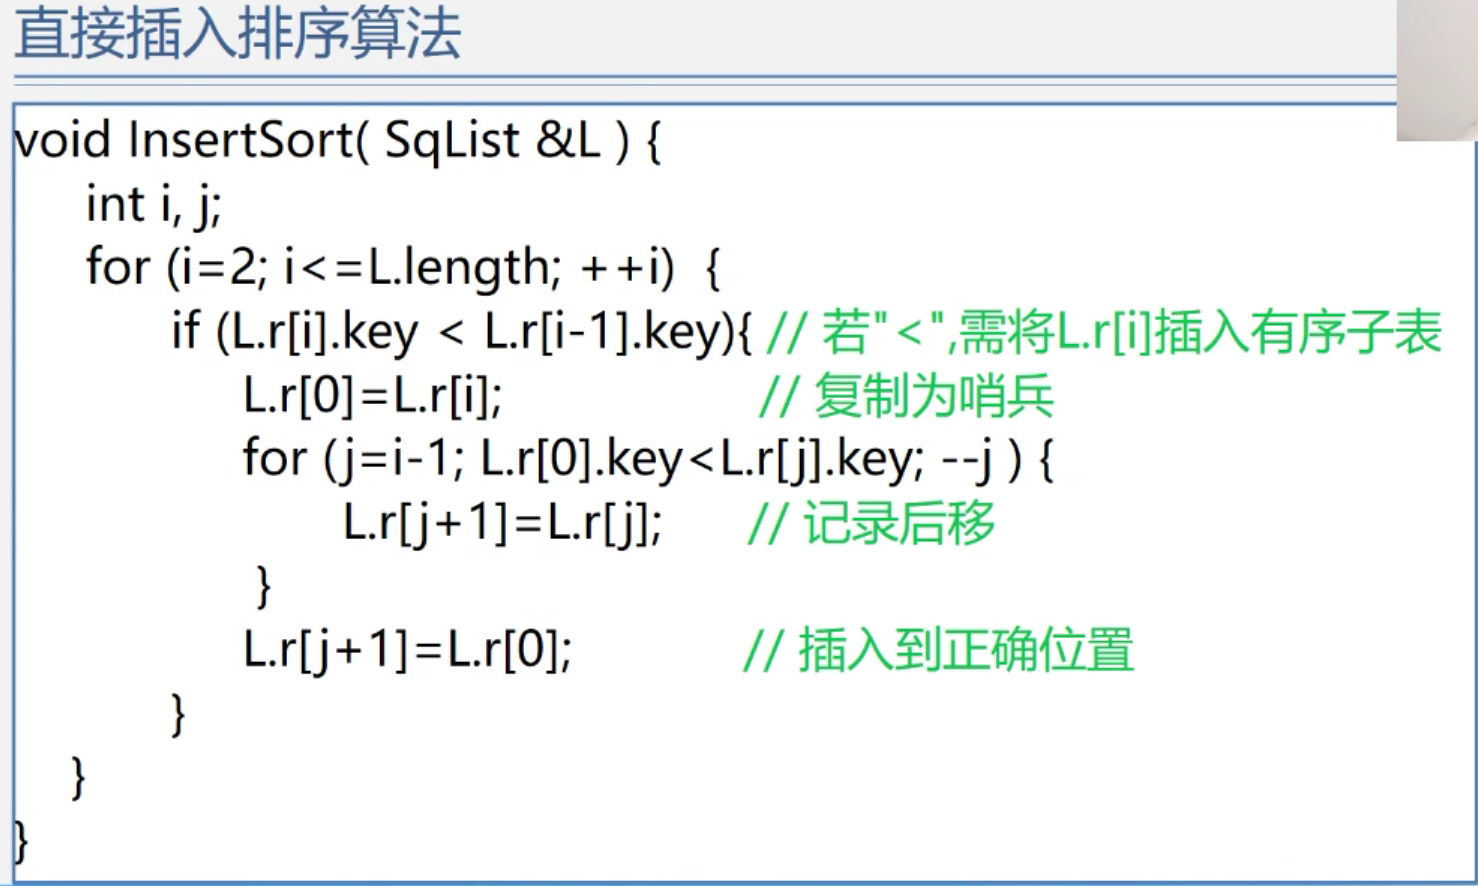 直接插入排序算法
void InsertSort( SqList &L ) {
int i, j;
for (i=2; i<=L.length; ++i) {
if (L.r[i].key < L.r[i-1].key){ // 若"<",需将L.r[i]插入有序子表
L.r[0]=L.r[i]; // 复制为哨兵
for (j=i-1; L.r[0].key<L.r[j].key; --j ) {
L.r[j+1]=L.r[j]; // 记录后移
}
L.r[j+1]=L.r[0]; // 插入到正确位置
}
}
}